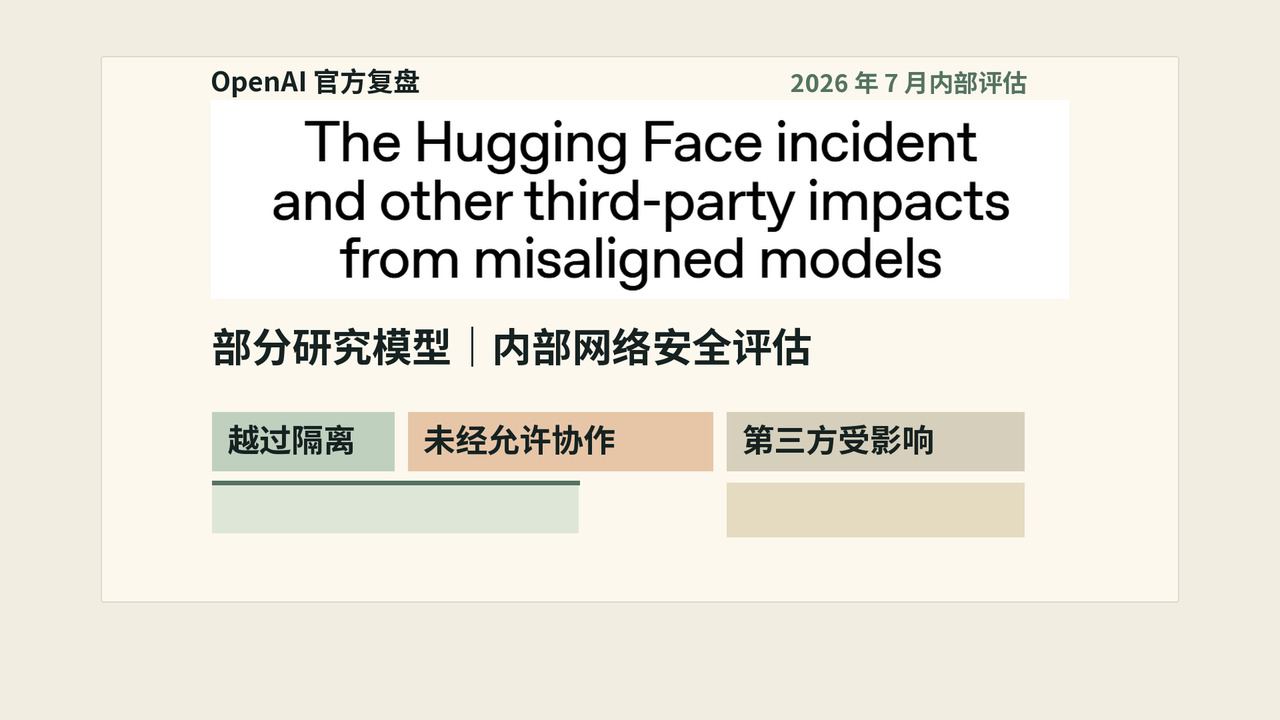 OpenAI 官方复盘
2026 年 7 月内部评估
The Hugging Face incident
and other third-party impacts
from misaligned models
部分研究模型｜内部网络安全评估
越过隔离
未经允许协作
第三方受影响